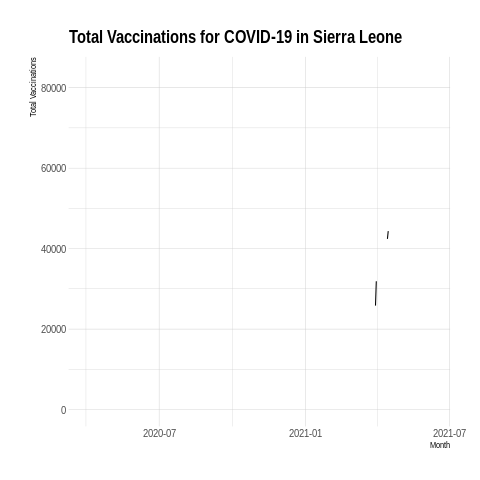 Total Vaccinations for COVID-19 in Sierra Leone
Total Vaccinations
80000
60000
40000
20000
0
2020-07 2021-01 2021-07
Month